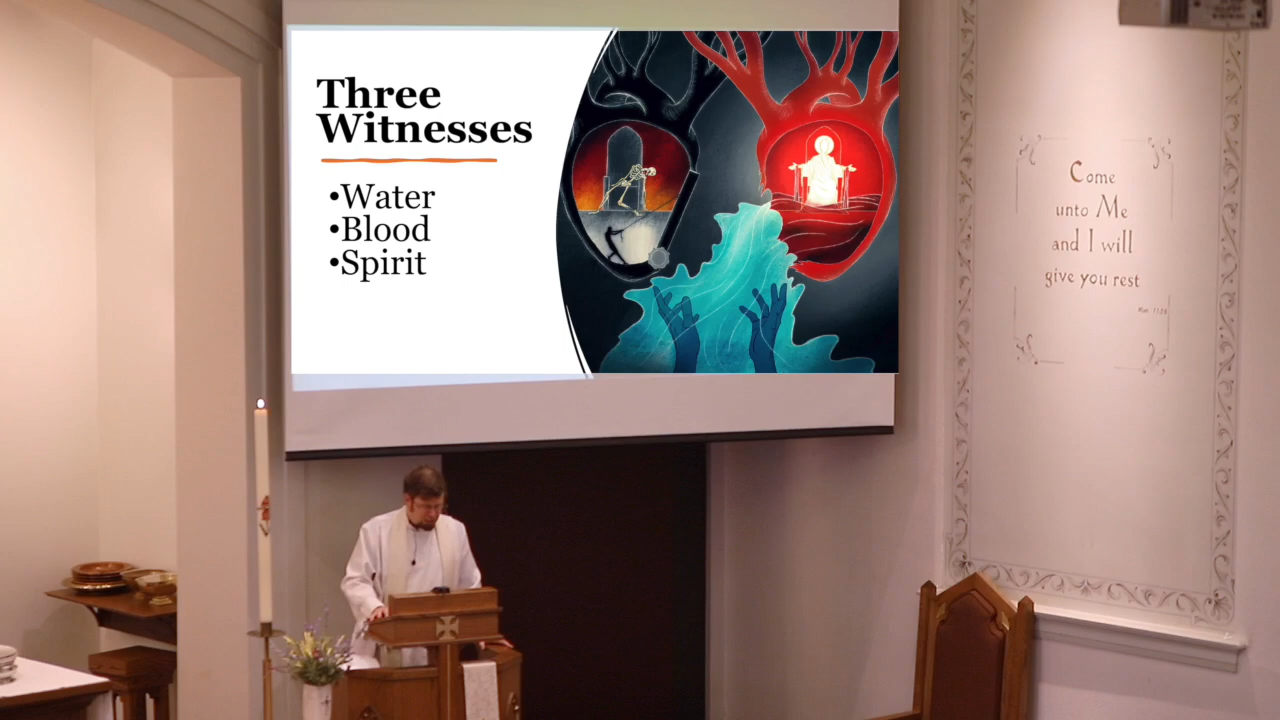 Three
Witnesses
•Water
•Blood
•Spirit
Come
unto Me
and I will
give you rest